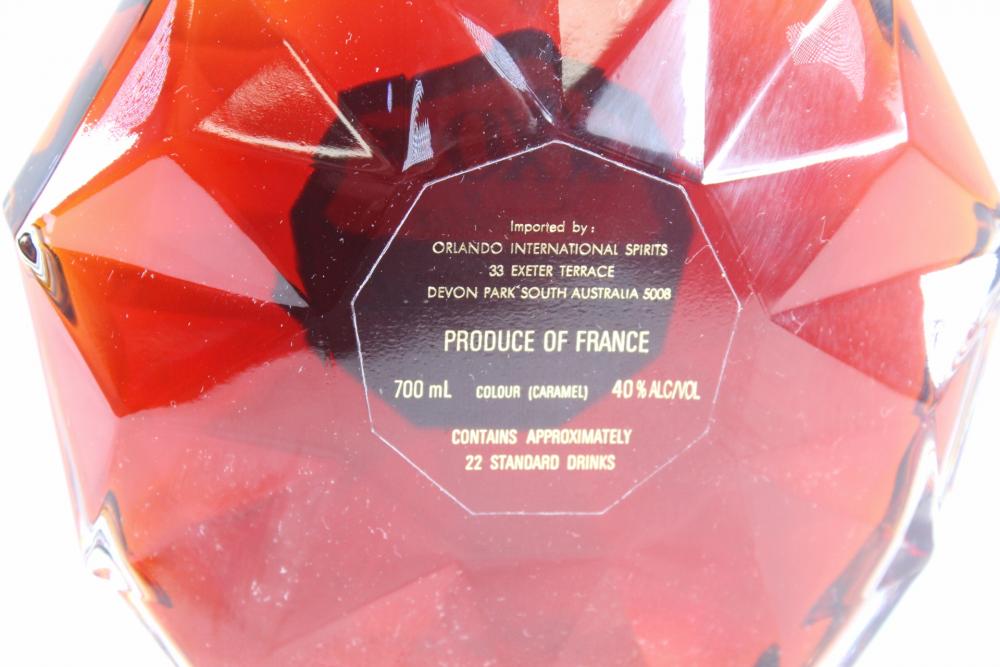 Imported by:
ORLANDO INTERNATIONAL SPIRITS
33 EXETER TERRACE
DEVON PARK SOUTH AUSTRALIA 5008
PRODUCE OF FRANCE
700 mL COLOUR (CARAMEL) 40% ALC/VOL
CONTAINS APPROXIMATELY
22 STANDARD DRINKS